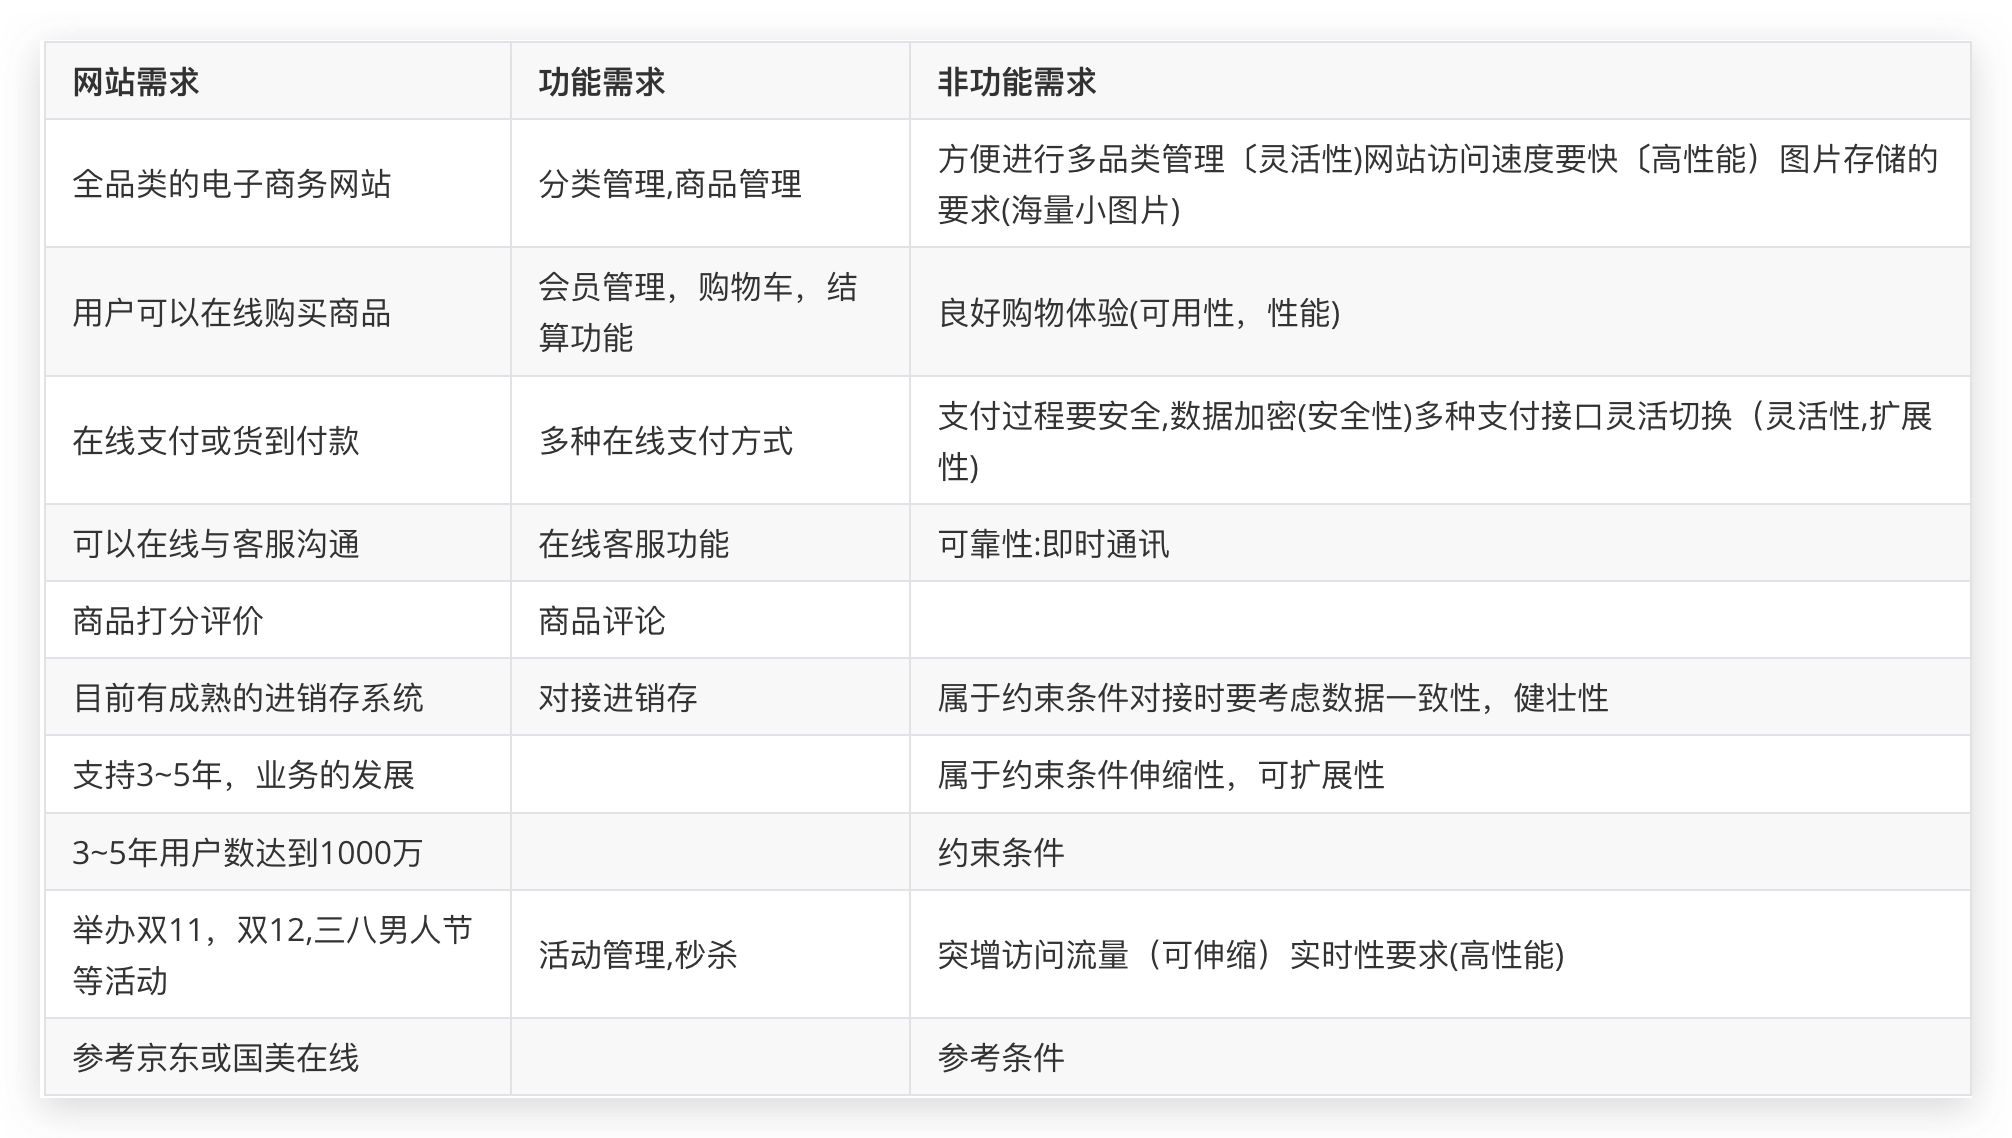 网站需求
功能需求
非功能需求
全品类的电子商务网站
分类管理,商品管理
方便进行多品类管理〔灵活性)网站访问速度要快〔高性能）图片存储的
要求(海量小图片)
用户可以在线购买商品
会员管理，购物车，结
算功能
良好购物体验(可用性，性能)
在线支付或货到付款
多种在线支付方式
支付过程要安全,数据加密(安全性)多种支付接口灵活切换（灵活性,扩展
性)
可以在线与客服沟通
在线客服功能
可靠性:即时通讯
商品打分评价
商品评论
目前有成熟的进销存系统
对接进销存
属于约束条件对接时要考虑数据一致性，健壮性
支持3~5年，业务的发展
属于约束条件伸缩性，可扩展性
3~5年用户数达到1000万
约束条件
举办双11，双12,三八男人节
等活动
活动管理,秒杀
突增访问流量（可伸缩）实时性要求(高性能)
参考京东或国美在线
参考条件